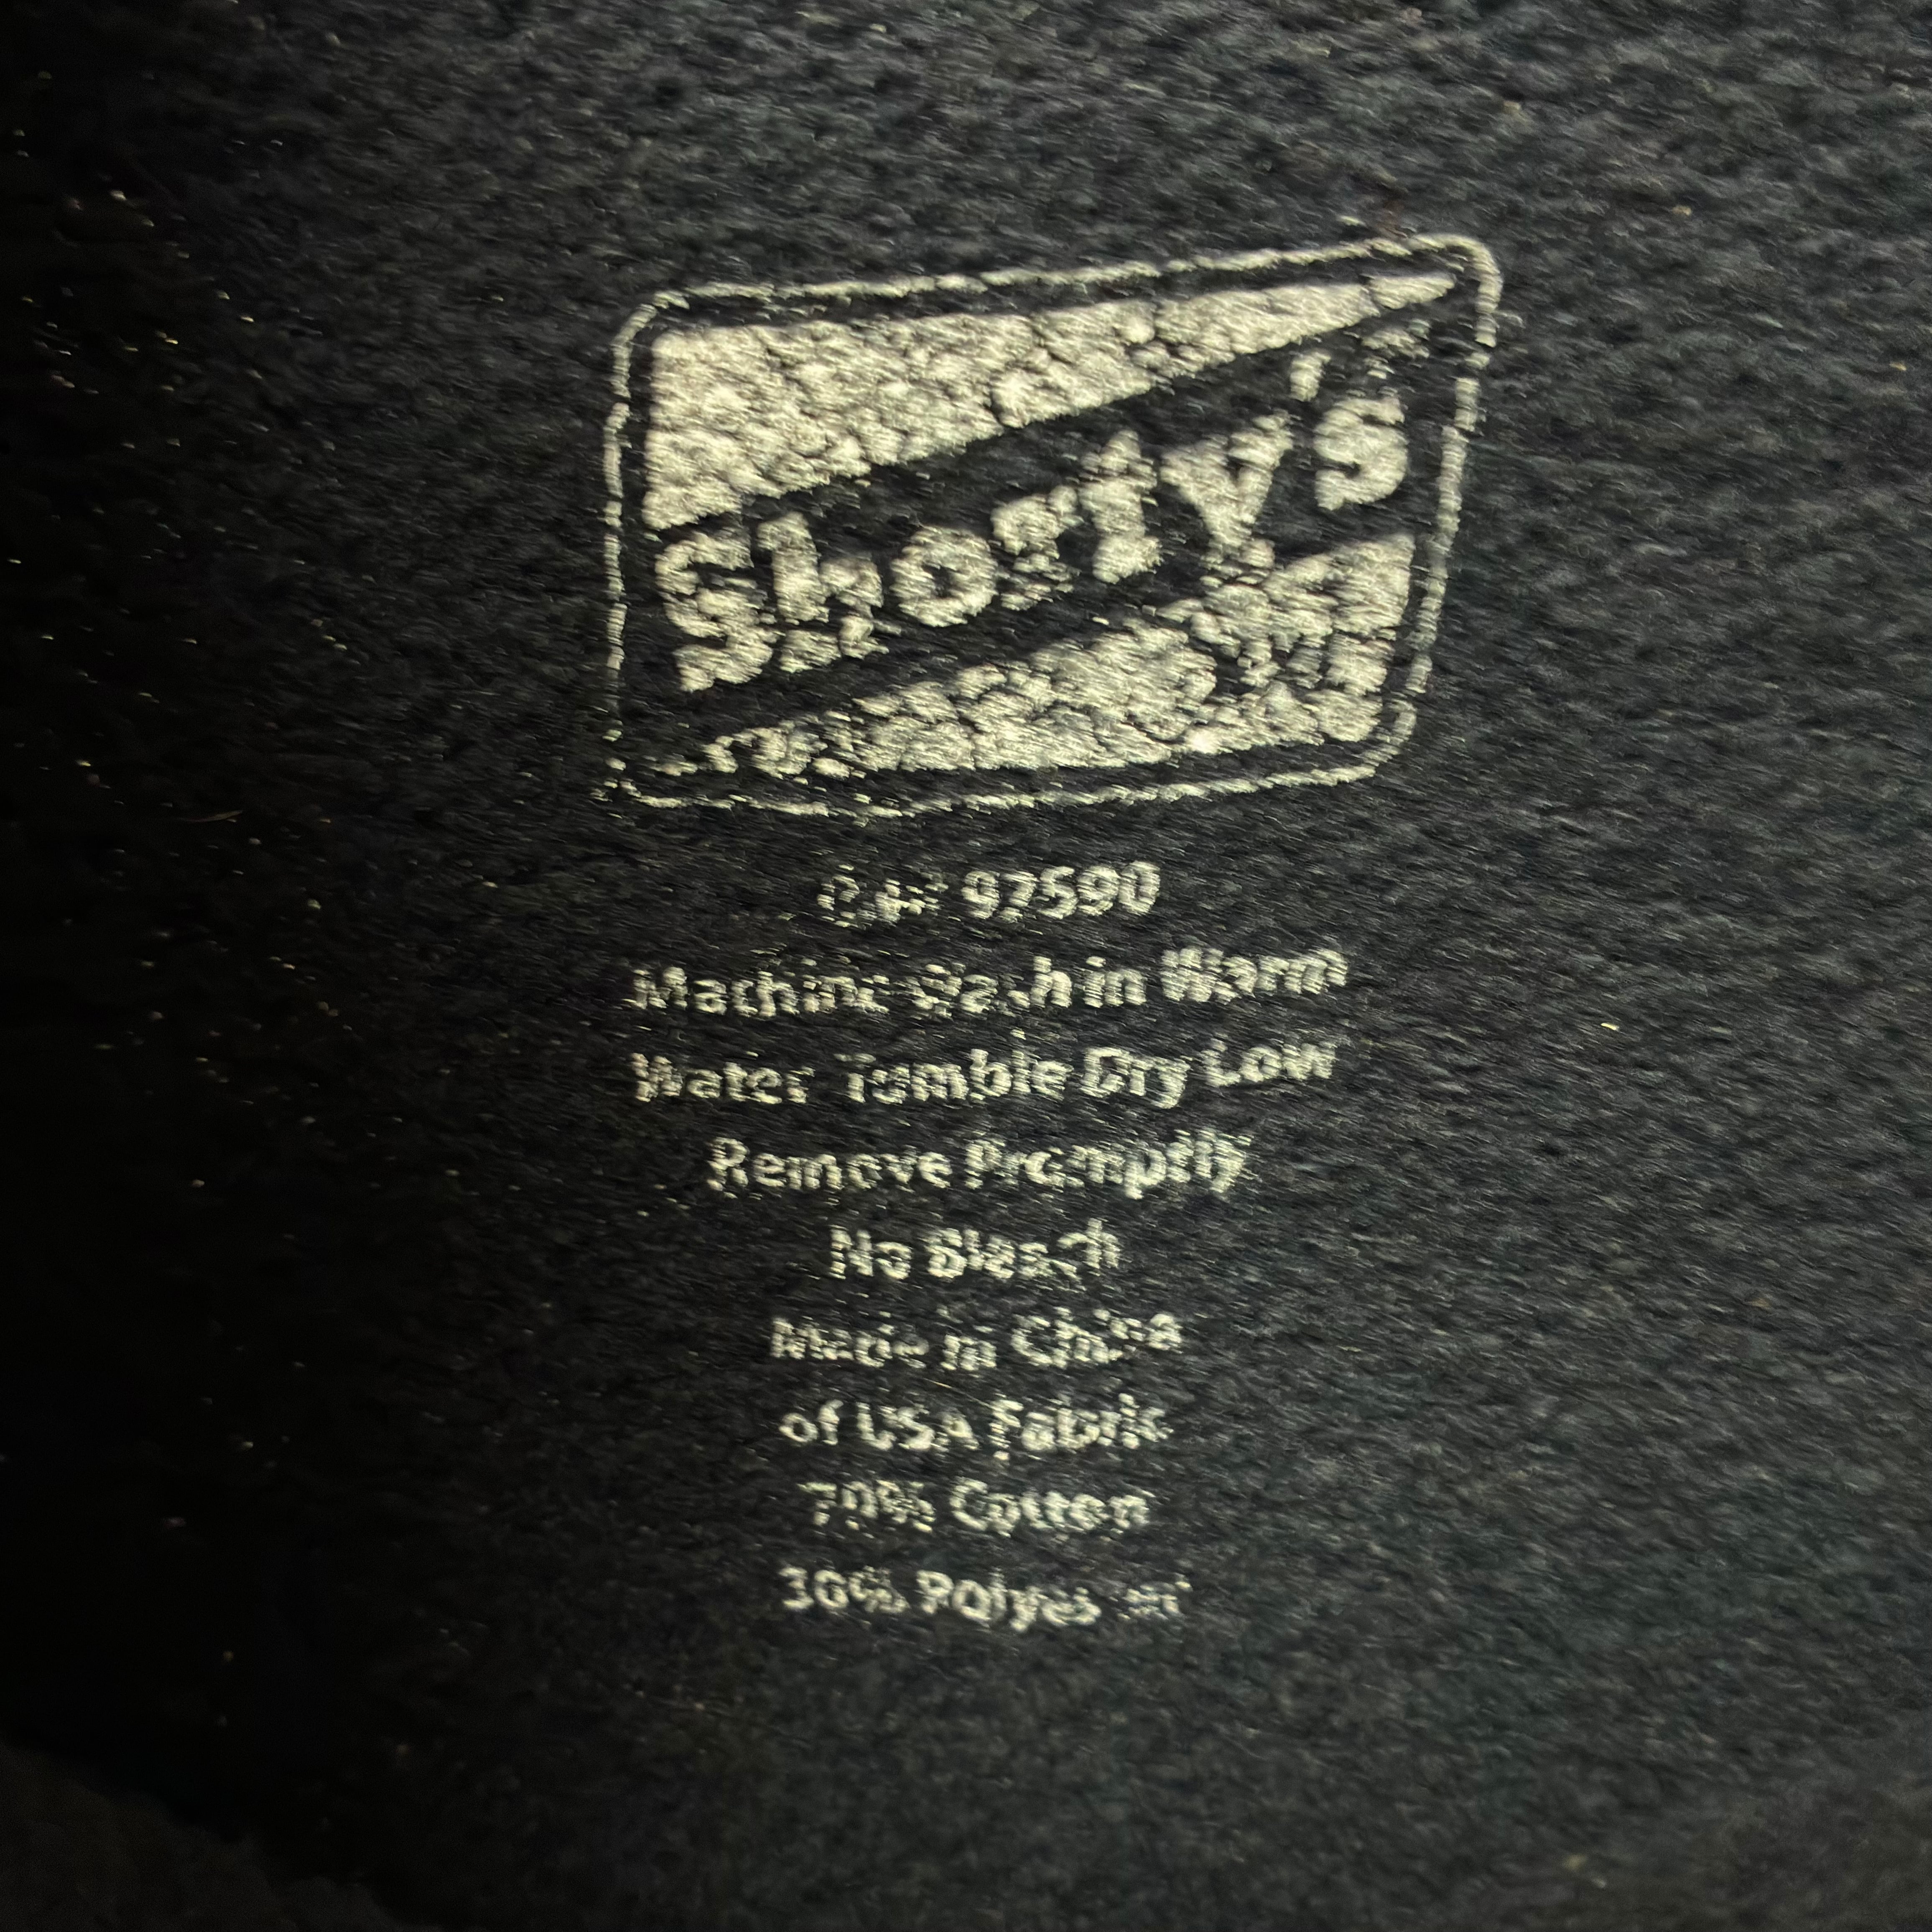 Shorty's
CA# 97590
Machine Wash in Warm
Water Tumble Dry Low
Remove Promptly
No Bleach
Made in China
of USA Fabric
70% Cotton
30% Polyester